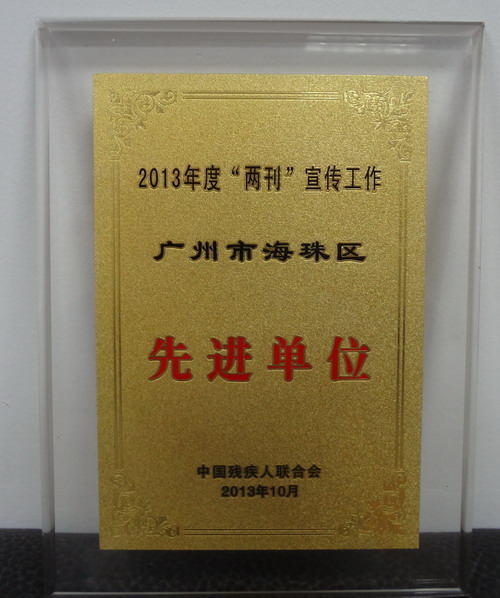 2013年度“两刊”宣传工作
广州市海珠区
先进单位
中国残疾人联合会
2013年10月